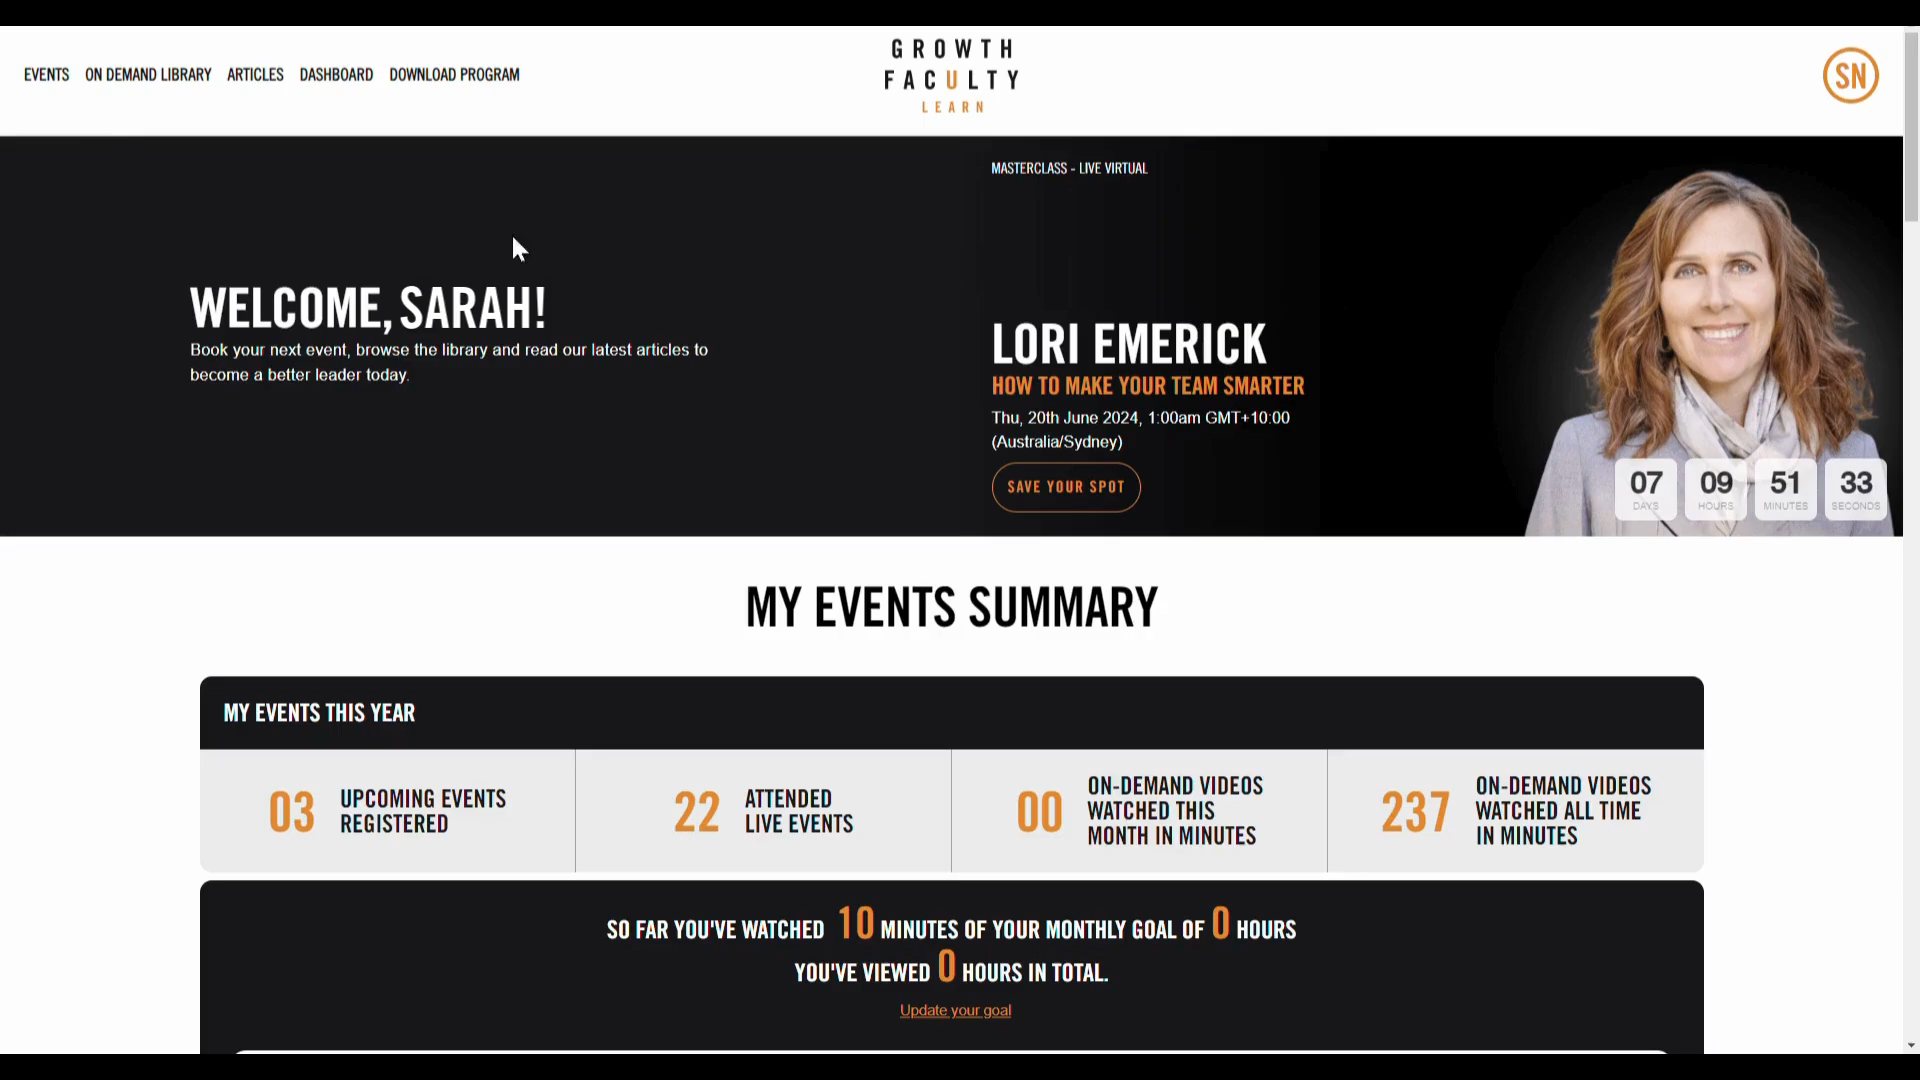 EVENTS ON DEMAND LIBRARY ARTICLES DASHBOARD DOWNLOAD PROGRAM
GROWTH
FACULTY
LEARN
SN
MASTERCLASS - LIVE VIRTUAL
WELCOME, SARAH!
Book your next event, browse the library and read our latest articles to
become a better leader today.
LORI EMERICK
HOW TO MAKE YOUR TEAM SMARTER
Thu, 20th June 2024, 1:00am GMT+10:00
(Australia/Sydney)
SAVE YOUR SPOT
07 09 51 33
DAYS HOURS MINUTES SECONDS
MY EVENTS SUMMARY
MY EVENTS THIS YEAR
03 UPCOMING EVENTS
REGISTERED
22 ATTENDED
LIVE EVENTS
00 ON-DEMAND VIDEOS
WATCHED THIS
MONTH IN MINUTES
237 ON-DEMAND VIDEOS
WATCHED ALL TIME
IN MINUTES
SO FAR YOU'VE WATCHED 10 MINUTES OF YOUR MONTHLY GOAL OF 0 HOURS
YOU'VE VIEWED 0 HOURS IN TOTAL.
Update your goal